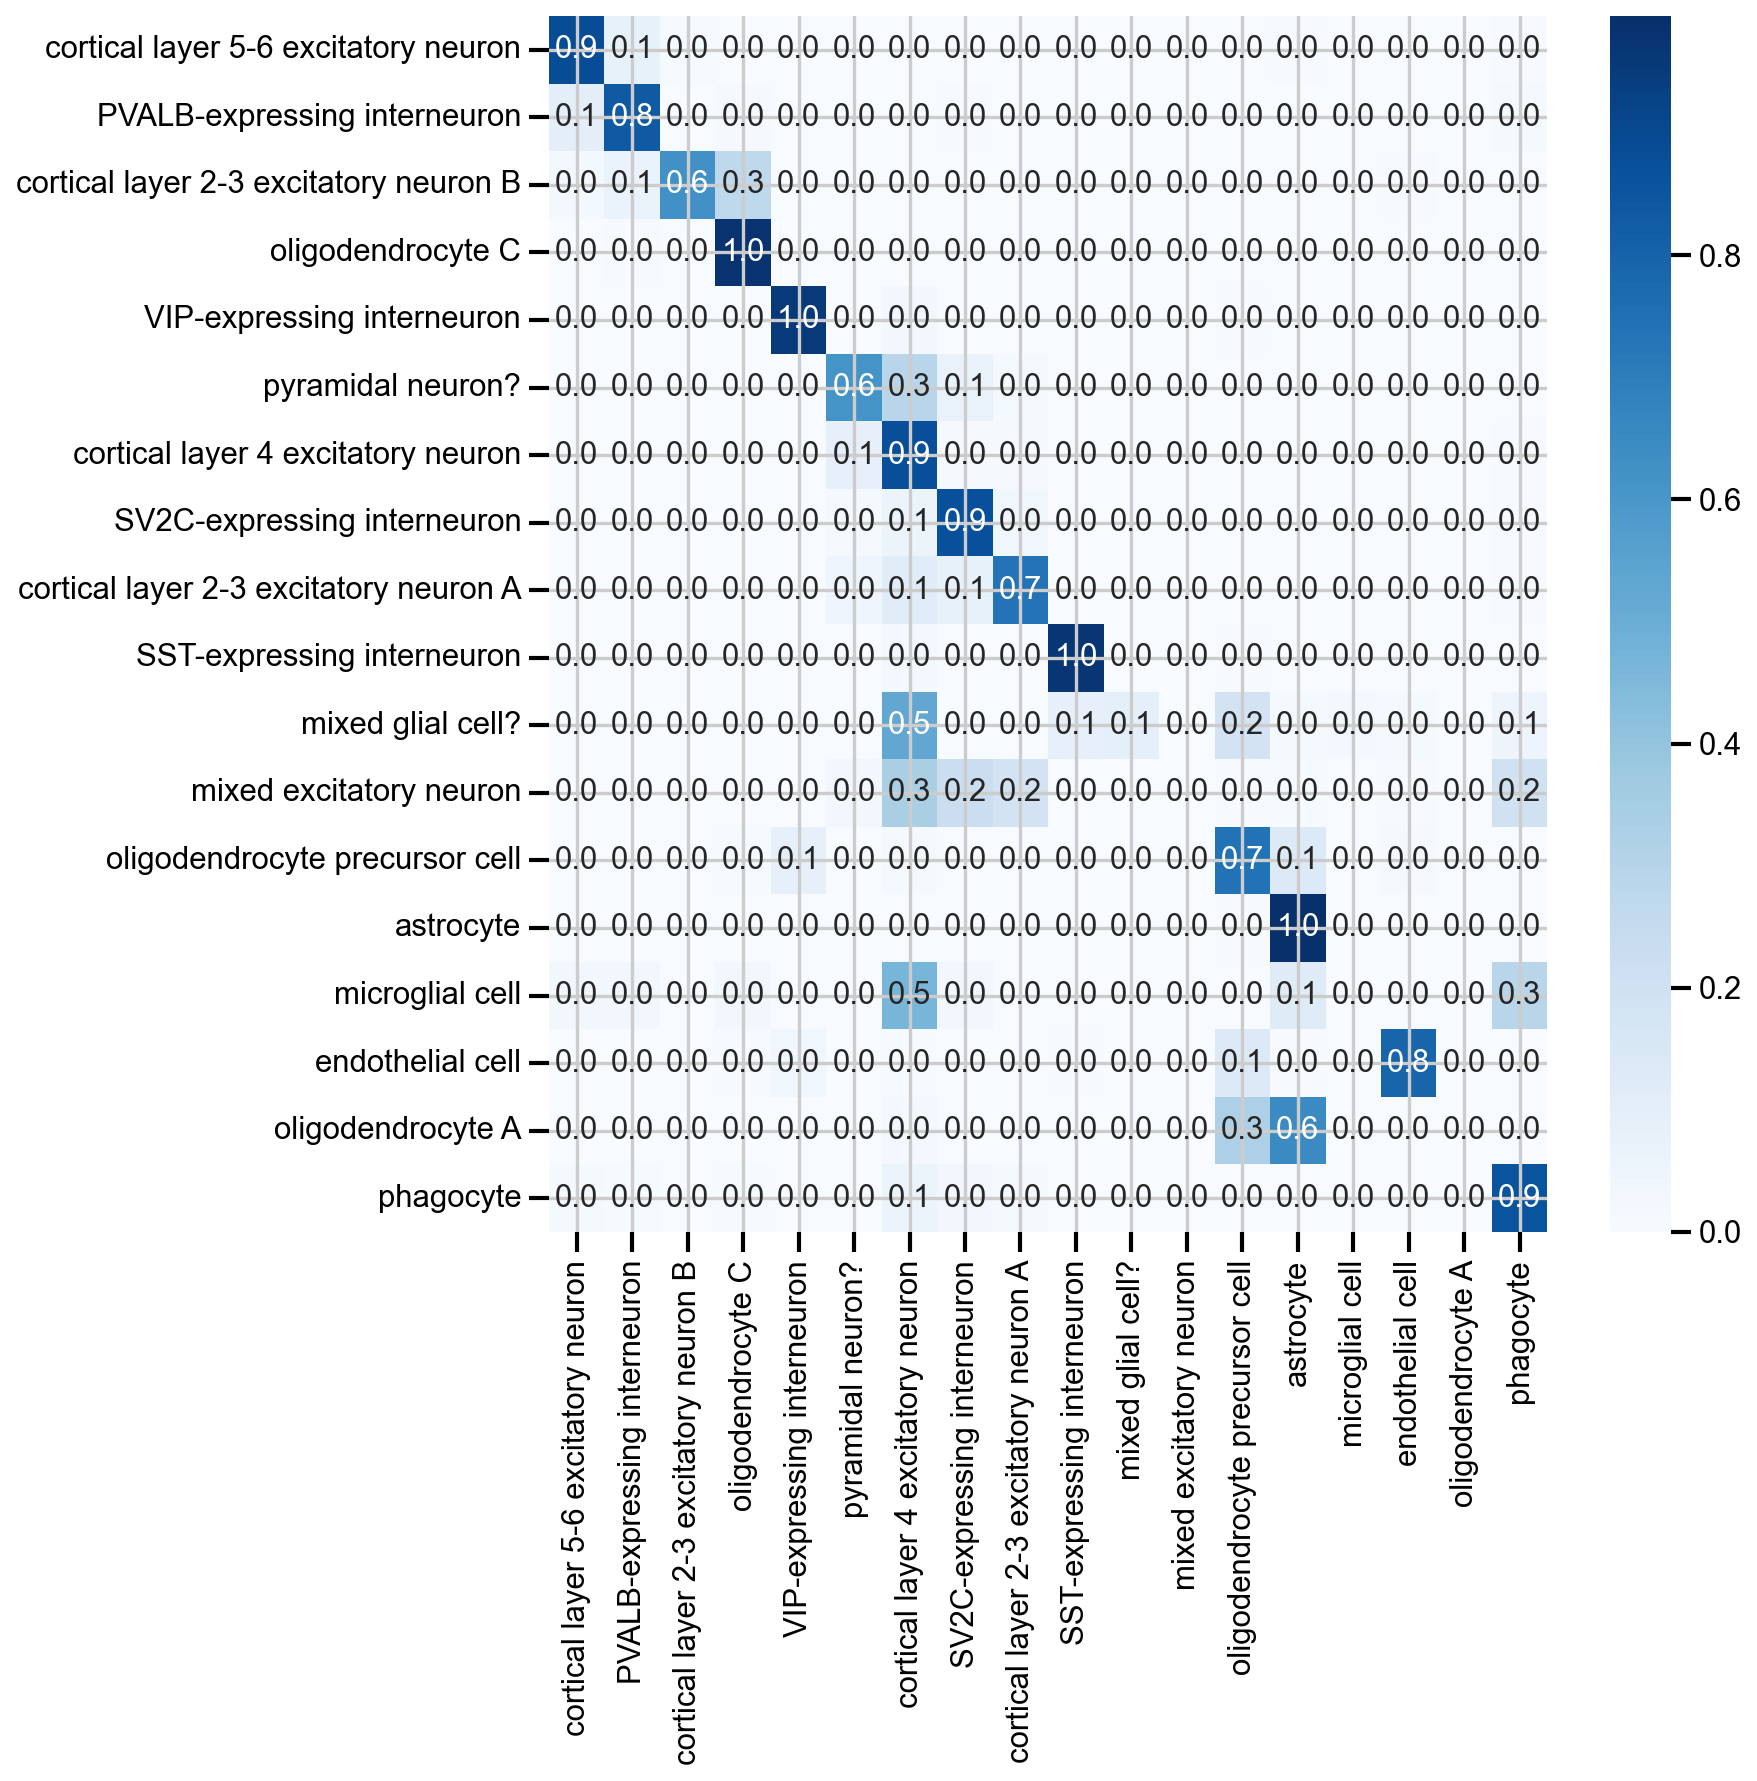 cortical layer 5-6 excitatory neuron 0.9 0.1 0.0 0.0 0.0 0.0 0.0 0.0 0.0 0.0 0.0 0.0 0.0 0.0 0.0 0.0 0.0 0.0
PVALB-expressing interneuron 0.1 0.8 0.0 0.0 0.0 0.0 0.0 0.0 0.0 0.0 0.0 0.0 0.0 0.0 0.0 0.0 0.0 0.0
cortical layer 2-3 excitatory neuron B 0.0 0.1 0.6 0.3 0.0 0.0 0.0 0.0 0.0 0.0 0.0 0.0 0.0 0.0 0.0 0.0 0.0 0.0
oligodendrocyte C 0.0 0.0 0.0 1.0 0.0 0.0 0.0 0.0 0.0 0.0 0.0 0.0 0.0 0.0 0.0 0.0 0.0 0.0
VIP-expressing interneuron 0.0 0.0 0.0 0.0 1.0 0.0 0.0 0.0 0.0 0.0 0.0 0.0 0.0 0.0 0.0 0.0 0.0 0.0
pyramidal neuron? 0.0 0.0 0.0 0.0 0.0 0.6 0.3 0.1 0.0 0.0 0.0 0.0 0.0 0.0 0.0 0.0 0.0 0.0
cortical layer 4 excitatory neuron 0.0 0.0 0.0 0.0 0.0 0.1 0.9 0.0 0.0 0.0 0.0 0.0 0.0 0.0 0.0 0.0 0.0 0.0
SV2C-expressing interneuron 0.0 0.0 0.0 0.0 0.0 0.0 0.1 0.9 0.0 0.0 0.0 0.0 0.0 0.0 0.0 0.0 0.0 0.0
cortical layer 2-3 excitatory neuron A 0.0 0.0 0.0 0.0 0.0 0.0 0.1 0.1 0.7 0.0 0.0 0.0 0.0 0.0 0.0 0.0 0.0 0.0
SST-expressing interneuron 0.0 0.0 0.0 0.0 0.0 0.0 0.0 0.0 0.0 1.0 0.0 0.0 0.0 0.0 0.0 0.0 0.0 0.0
mixed glial cell? 0.0 0.0 0.0 0.0 0.0 0.0 0.5 0.0 0.0 0.1 0.1 0.0 0.2 0.0 0.0 0.0 0.0 0.1
mixed excitatory neuron 0.0 0.0 0.0 0.0 0.0 0.0 0.3 0.2 0.2 0.0 0.0 0.0 0.0 0.0 0.0 0.0 0.0 0.2
oligodendrocyte precursor cell 0.0 0.0 0.0 0.0 0.1 0.0 0.0 0.0 0.0 0.0 0.0 0.0 0.7 0.1 0.0 0.0 0.0 0.0
astrocyte 0.0 0.0 0.0 0.0 0.0 0.0 0.0 0.0 0.0 0.0 0.0 0.0 0.0 1.0 0.0 0.0 0.0 0.0
microglial cell 0.0 0.0 0.0 0.0 0.0 0.0 0.5 0.0 0.0 0.0 0.0 0.0 0.0 0.1 0.0 0.0 0.0 0.3
endothelial cell 0.0 0.0 0.0 0.0 0.0 0.0 0.0 0.0 0.0 0.0 0.0 0.0 0.1 0.0 0.0 0.8 0.0 0.0
oligodendrocyte A 0.0 0.0 0.0 0.0 0.0 0.0 0.0 0.0 0.0 0.0 0.0 0.0 0.3 0.6 0.0 0.0 0.0 0.0
phagocyte 0.0 0.0 0.0 0.0 0.0 0.0 0.1 0.0 0.0 0.0 0.0 0.0 0.0 0.0 0.0 0.0 0.0 0.9
cortical layer 5-6 excitatory neuron
PVALB-expressing interneuron
cortical layer 2-3 excitatory neuron B
oligodendrocyte C
VIP-expressing interneuron
pyramidal neuron?
cortical layer 4 excitatory neuron
SV2C-expressing interneuron
cortical layer 2-3 excitatory neuron A
SST-expressing interneuron
mixed glial cell?
mixed excitatory neuron
oligodendrocyte precursor cell
astrocyte
microglial cell
endothelial cell
oligodendrocyte A
phagocyte
0.8
0.6
0.4
0.2
0.0